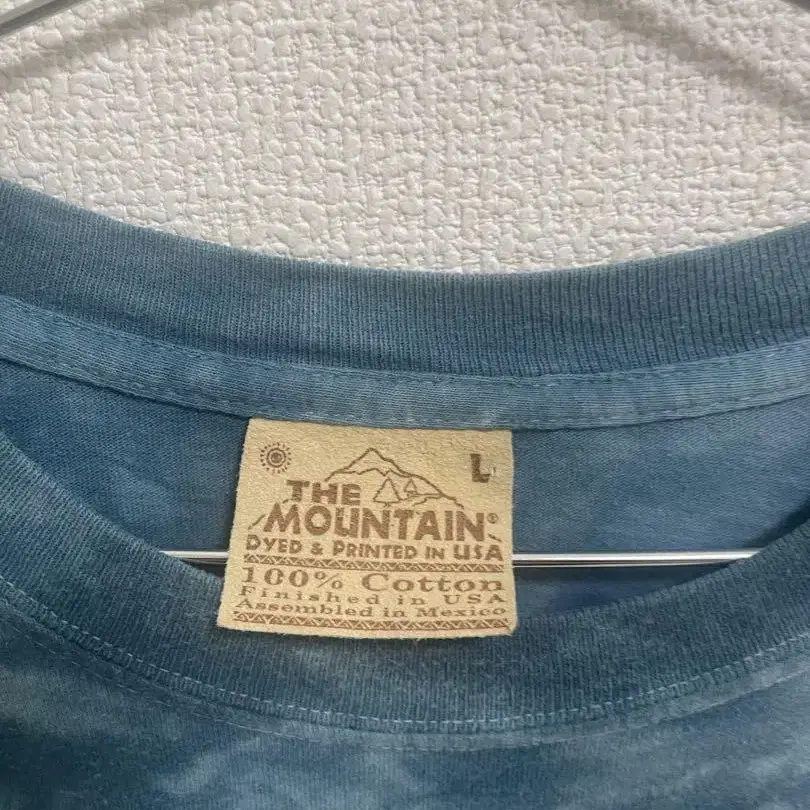 L
THE
MOUNTAIN®
DYED & PRINTED IN USA
100% Cotton
Finished in USA
Assembled in Mexico